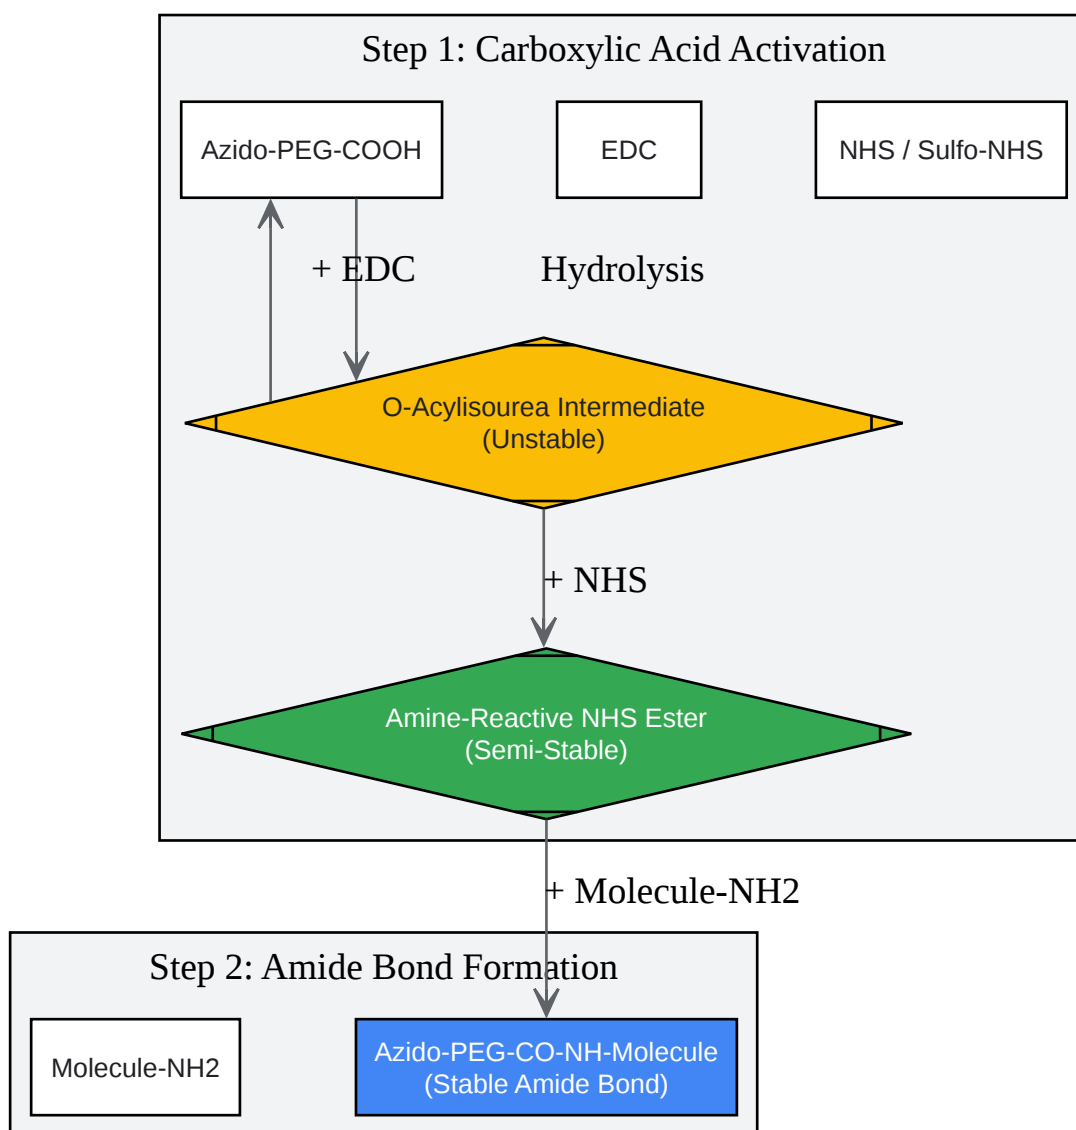 Step 1: Carboxylic Acid Activation
Azido-PEG-COOH
EDC
NHS / Sulfo-NHS
+ EDC
Hydrolysis
O-Acylisourea Intermediate
(Unstable)
+ NHS
Amine-Reactive NHS Ester
(Semi-Stable)
+ Molecule-NH2
Step 2: Amide Bond Formation
Molecule-NH2
Azido-PEG-CO-NH-Molecule
(Stable Amide Bond)